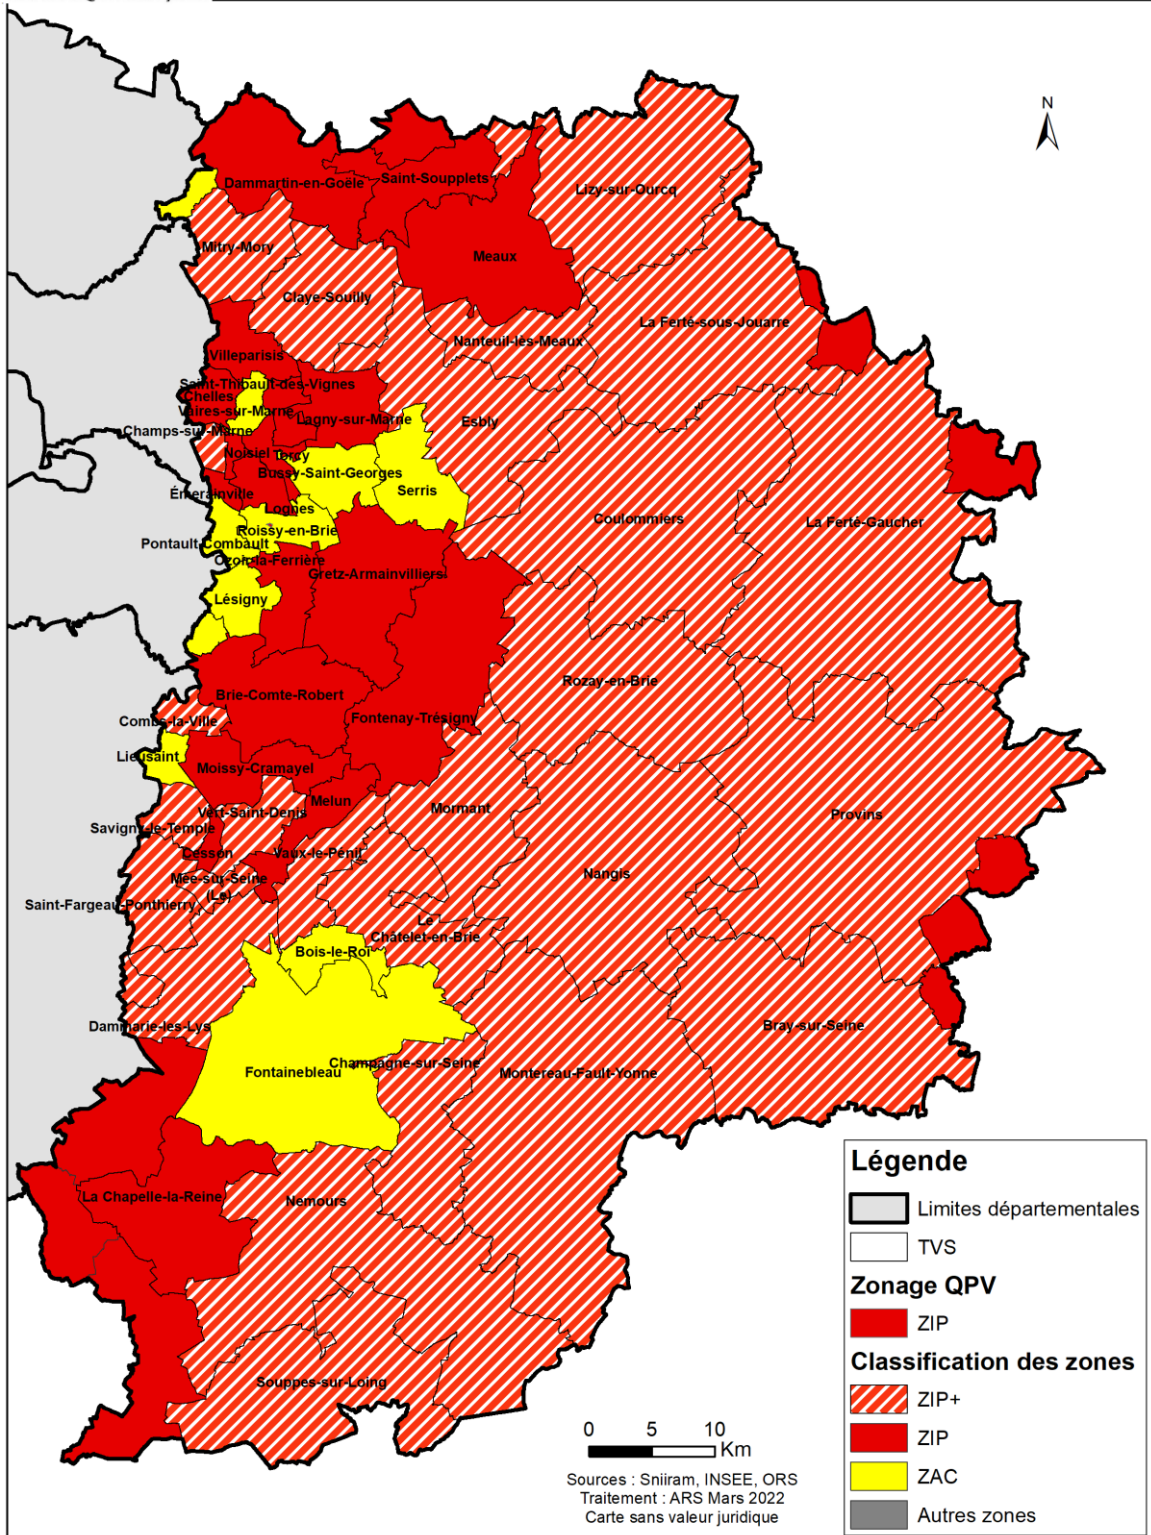 N
Dammartin-en-Goële
Saint-Soupplets
Lizy-sur-Ourcq
Mitry-Mory
Meaux
Claye-Souilly
La Ferté-sous-Jouarre
Nanteuil-lès-Meaux
Villeparisis
Saint-Thibault-des-Vignes
Chelles
Vaires-sur-Marne
Lagny-sur-Marne
Esbly
Champs-sur-Marne
Noisiel
Torcy
Bussy-Saint-Georges
Serris
Émerainville
Lognes
Coulommiers
La Ferté-Gaucher
Roissy-en-Brie
Pontault-Combault
Ozoir-la-Ferrière
Gretz-Armainvilliers
Lésigny
Rozay-en-Brie
Brie-Comte-Robert
Combs-la-Ville
Fontenay-Trésigny
Lieusaint
Moissy-Cramayel
Melun
Mormant
Vert-Saint-Denis
Provins
Savigny-le-Temple
Cesson
Vaux-le-Pénil
Nangis
Mée-sur-Seine
(Le)
Saint-Fargeau-Ponthierry
Le
Châtelet-en-Brie
Bois-le-Roi
Dammarie-les-Lys
Bray-sur-Seine
Champagne-sur-Seine
Fontainebleau
Montereau-Fault-Yonne
La Chapelle-la-Reine
Nemours
Souppes-sur-Loing
Légende
Limites départementales
TVS
Zonage QPV
ZIP
Classification des zones
ZIP+
ZIP
ZAC
Autres zones
0 5 10
Km
Sources : Sniiram, INSEE, ORS
Traitement : ARS Mars 2022
Carte sans valeur juridique